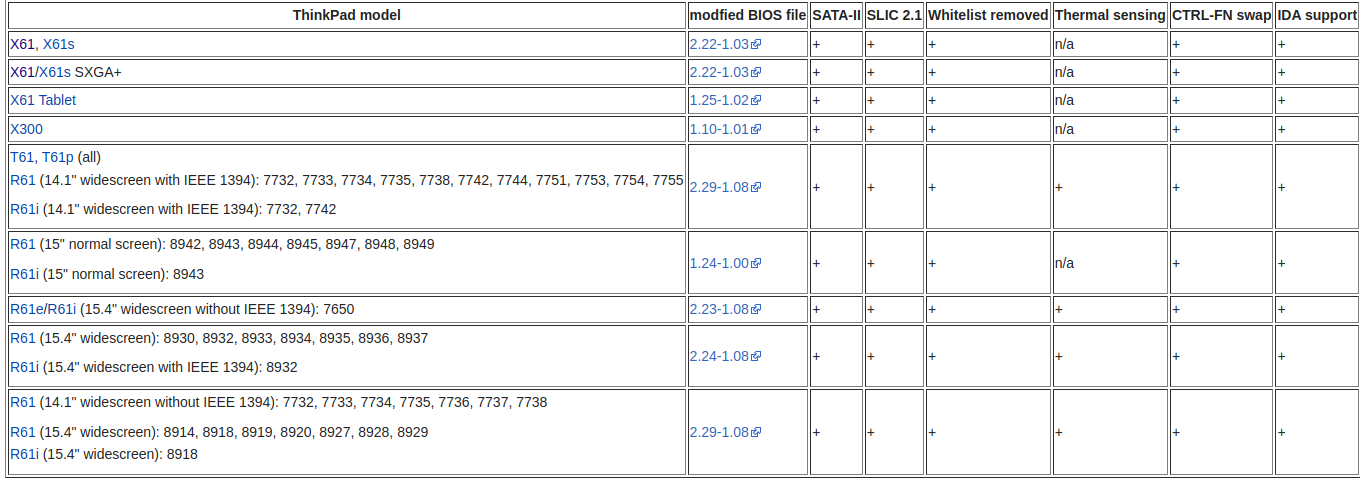 ThinkPad model modfied BIOS file SATA-II SLIC 2.1 Whitelist removed Thermal sensing CTRL-FN swap IDA support
X61, X61s 2.22-1.03 + + + n/a + +
X61/X61s SXGA+ 2.22-1.03 + + + n/a + +
X61 Tablet 1.25-1.02 + + + n/a + +
X300 1.10-1.01 + + + n/a + +
T61, T61p (all)
R61 (14.1" widescreen with IEEE 1394): 7732, 7733, 7734, 7735, 7738, 7742, 7744, 7751, 7753, 7754, 7755
R61i (14.1" widescreen with IEEE 1394): 7732, 7742
2.29-1.08 + + + + + +
R61 (15" normal screen): 8942, 8943, 8944, 8945, 8947, 8948, 8949
R61i (15" normal screen): 8943
1.24-1.00 + + + n/a + +
R61e/R61i (15.4" widescreen without IEEE 1394): 7650 2.23-1.08 + + + + + +
R61 (15.4" widescreen): 8930, 8932, 8933, 8934, 8935, 8936, 8937
R61i (15.4" widescreen with IEEE 1394): 8932
2.24-1.08 + + + + + +
R61 (14.1" widescreen without IEEE 1394): 7732, 7733, 7734, 7735, 7736, 7737, 7738
R61 (15.4" widescreen): 8914, 8918, 8919, 8920, 8927, 8928, 8929
R61i (15.4" widescreen): 8918
2.29-1.08 + + + + + +